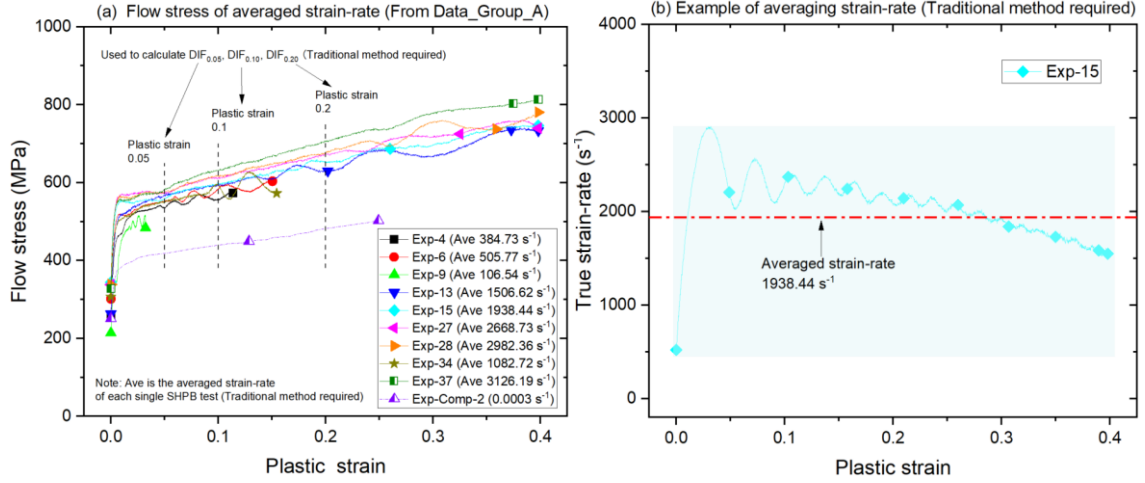 (a) Flow stress of averaged strain-rate (From Data_Group_A)
Used to calculate DIF0.05, DIF0.10, DIF0.20 (Traditional method required)
Plastic strain
0.05
Plastic strain
0.1
Plastic strain
0.2
Exp-4 (Ave 384.73 s-1)
Exp-6 (Ave 505.77 s-1)
Exp-9 (Ave 106.54 s-1)
Exp-13 (Ave 1506.62 s-1)
Exp-15 (Ave 1938.44 s-1)
Exp-27 (Ave 2668.73 s-1)
Exp-28 (Ave 2982.36 s-1)
Exp-34 (Ave 1082.72 s-1)
Exp-37 (Ave 3126.19 s-1)
Exp-Comp-2 (0.0003 s-1)
Note: Ave is the averaged strain-rate
of each single SHPB test (Traditional method required)
Flow stress (MPa)
1000
800
600
400
200
0
0.0
0.1
0.2
0.3
0.4
Plastic strain
(b) Example of averaging strain-rate (Traditional method required)
Exp-15
Averaged strain-rate
1938.44 s-1
True strain-rate (s-1)
4000
3000
2000
1000
0
0.0
0.1
0.2
0.3
0.4
Plastic strain